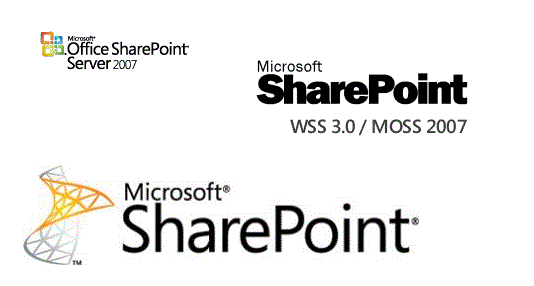 Microsoft®
Office SharePoint®
Server 2007
Microsoft
SharePoint
WSS 3.0 / MOSS 2007
Microsoft®
SharePoint®
™